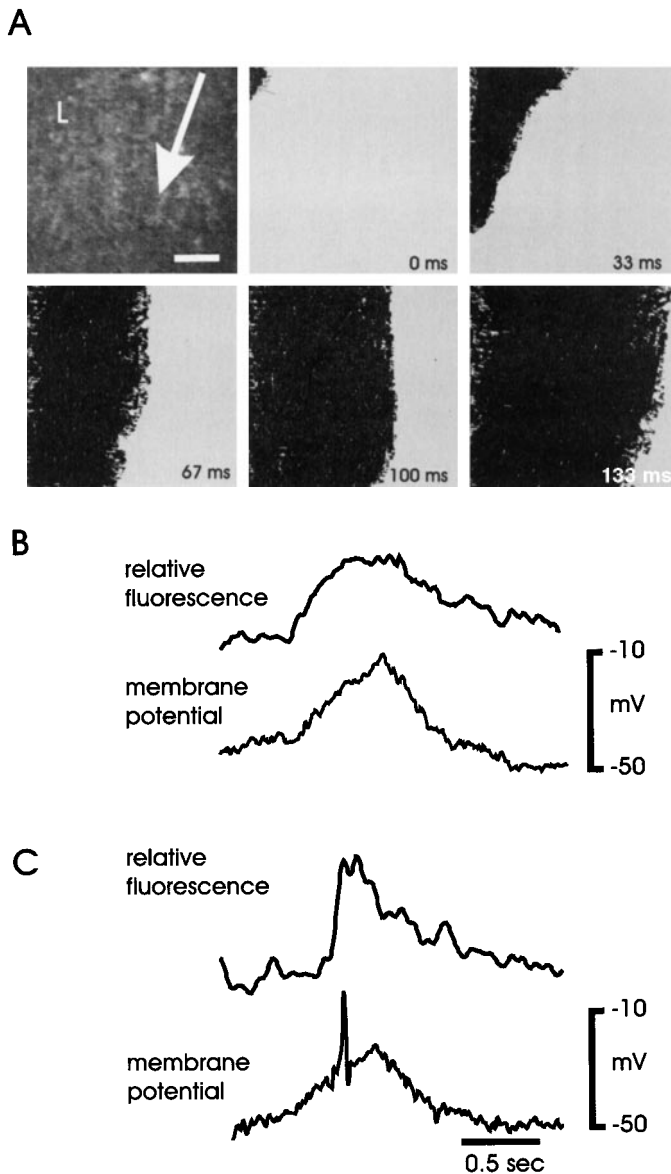 A
L
0 ms
33 ms
67 ms
100 ms
133 ms
B
relative
fluorescence
membrane
potential
-10
mV
-50
C
relative
fluorescence
membrane
potential
-10
mV
-50
0.5 sec